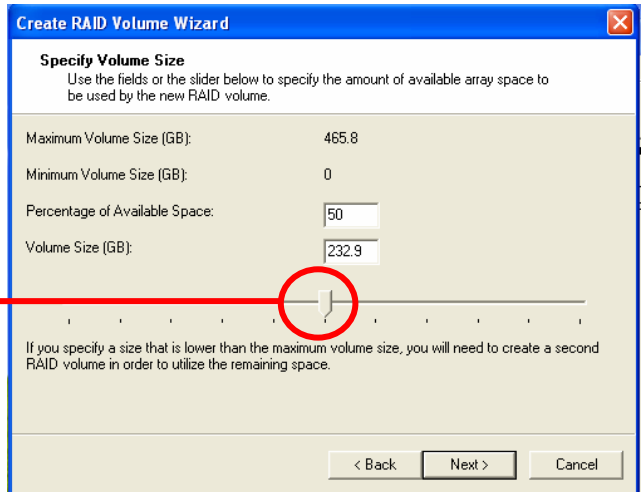 Create RAID Volume Wizard
Specify Volume Size
Use the fields or the slider below to specify the amount of available array space to
be used by the new RAID volume.
Maximum Volume Size (GB): 465.8
Minimum Volume Size (GB): 0
Percentage of Available Space: 50
Volume Size (GB): 232.9
If you specify a size that is lower than the maximum volume size, you will need to create a second
RAID volume in order to utilize the remaining space.
< Back Next > Cancel